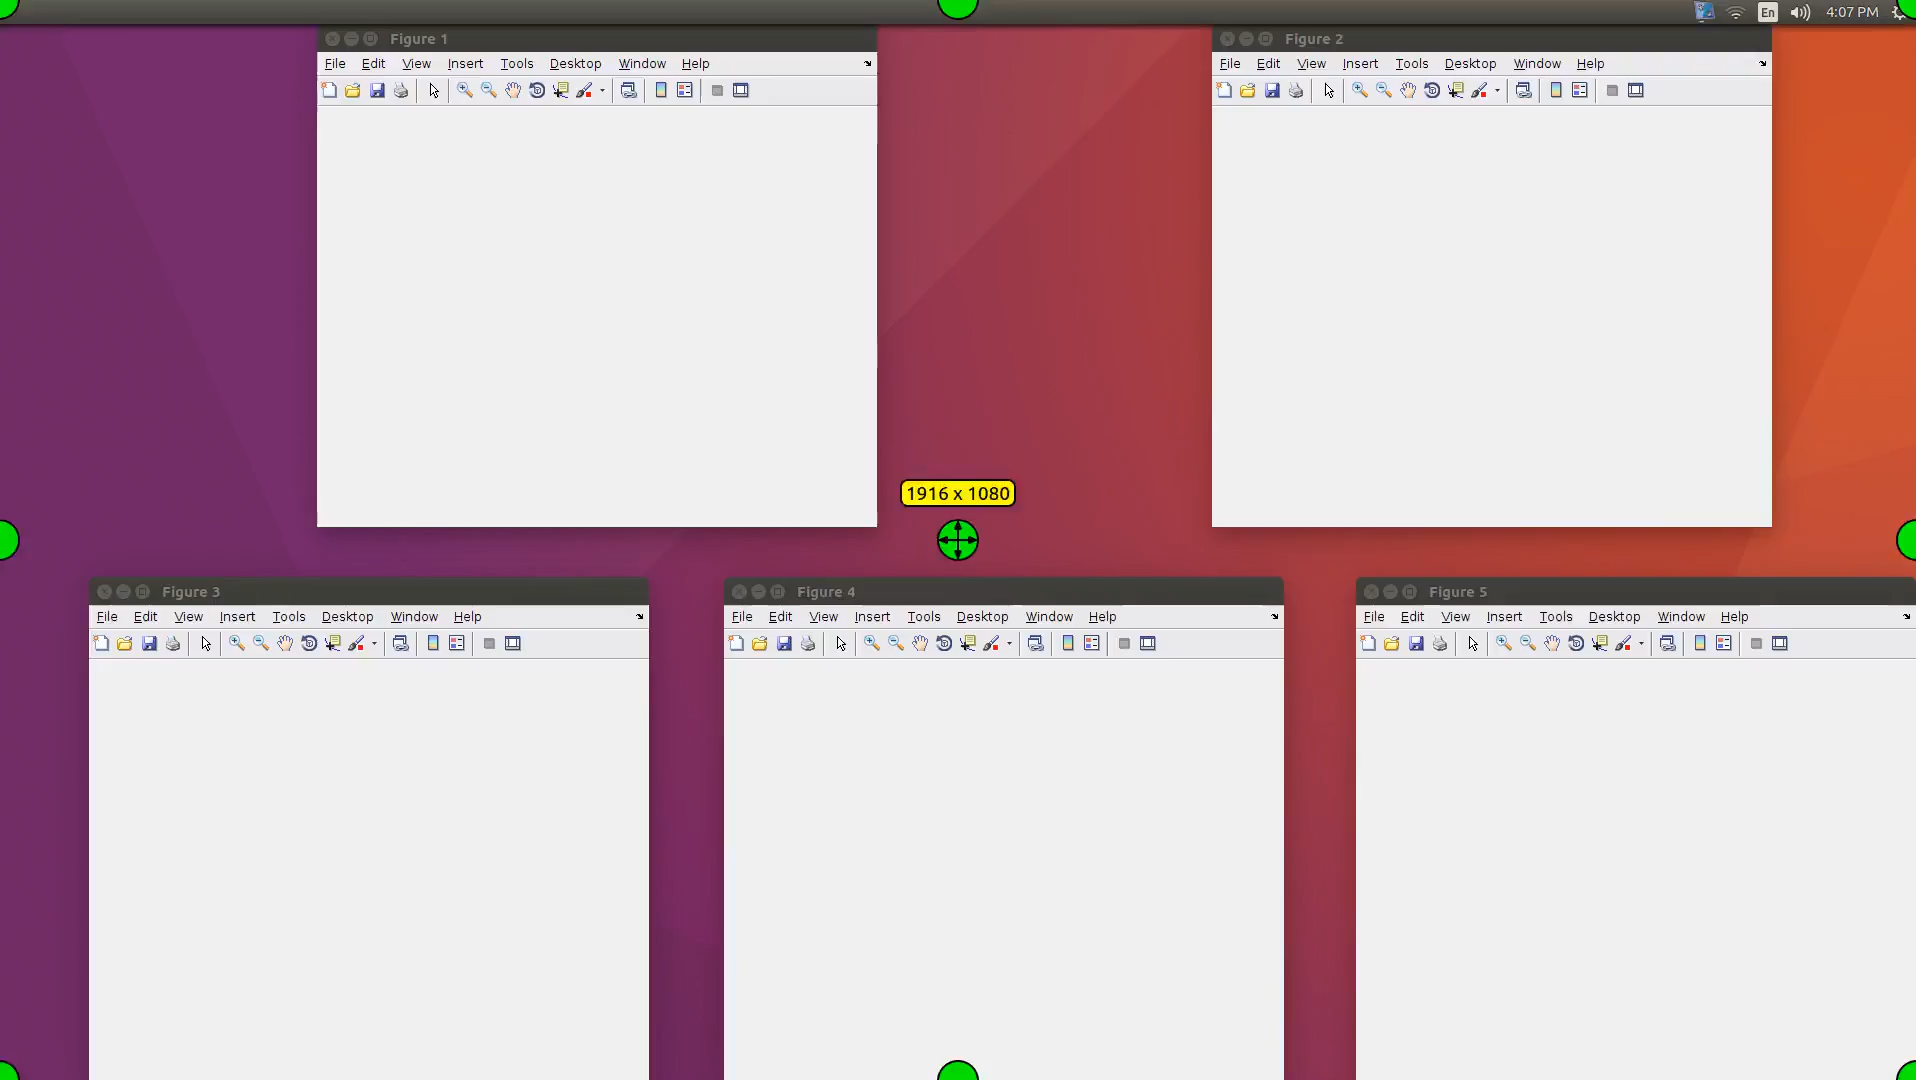 En 4:07 PM
Figure 1
File Edit View Insert Tools Desktop Window Help
Figure 2
File Edit View Insert Tools Desktop Window Help
1916 x 1080
Figure 3
File Edit View Insert Tools Desktop Window Help
Figure 4
File Edit View Insert Tools Desktop Window Help
Figure 5
File Edit View Insert Tools Desktop Window Help